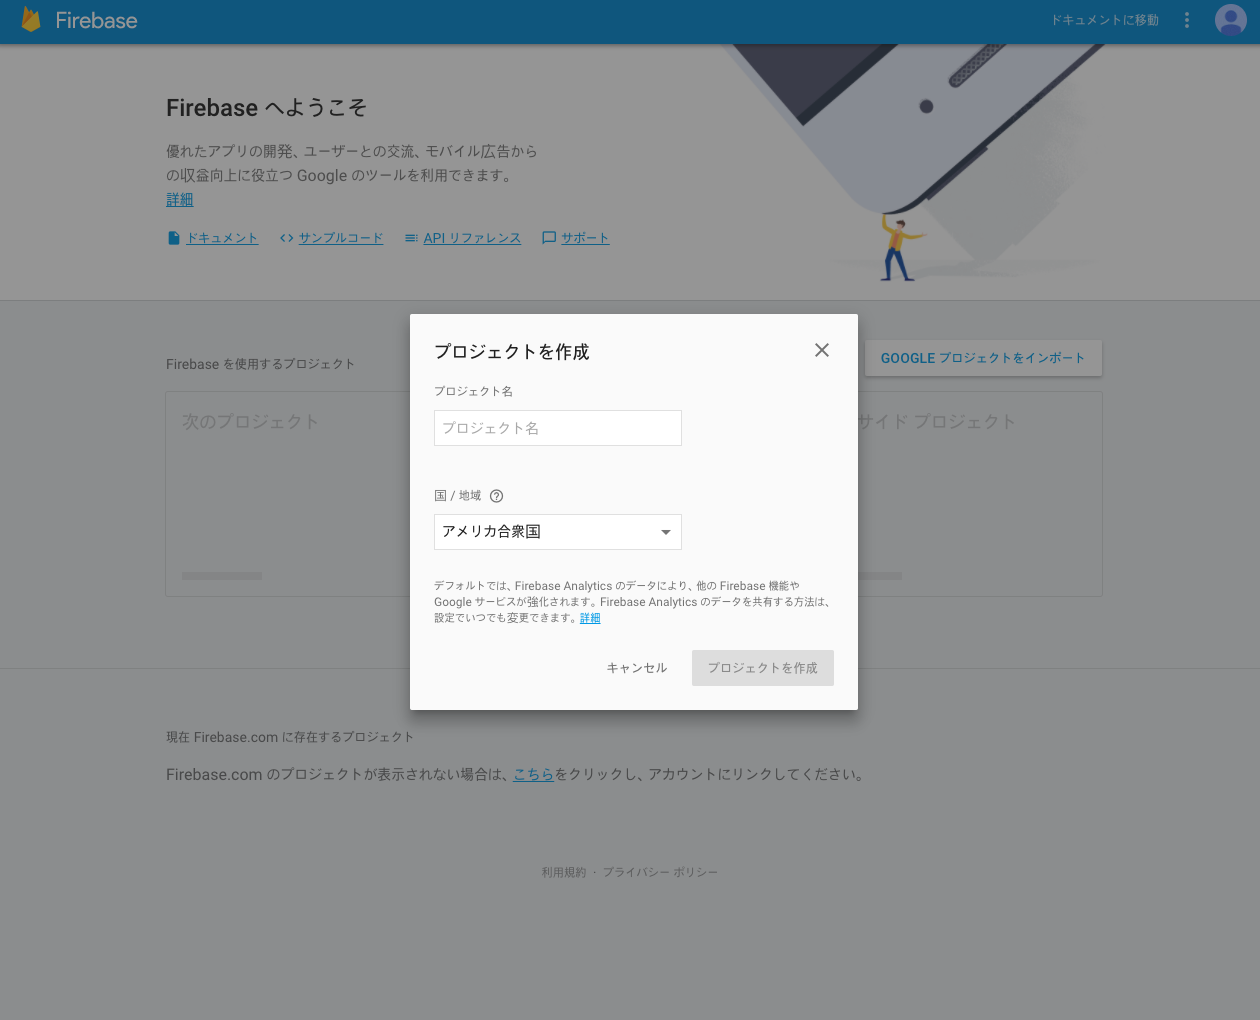 Firebase
ドキュメントに移動
Firebase へようこそ
優れたアプリの開発、ユーザーとの交流、モバイル広告から
の収益向上に役立つ Google のツールを利用できます。
詳細
ドキュメント
サンプルコード
API リファレンス
サポート
Firebase を使用するプロジェクト
GOOGLE プロジェクトをインポート
次のプロジェクト
サイド プロジェクト
プロジェクトを作成
プロジェクト名
プロジェクト名
国 / 地域
アメリカ合衆国
デフォルトでは、Firebase Analytics のデータにより、他の Firebase 機能や
Google サービスが強化されます。Firebase Analytics のデータを共有する方法は、
設定でいつでも変更できます。詳細
キャンセル
プロジェクトを作成
現在 Firebase.com に存在するプロジェクト
Firebase.com のプロジェクトが表示されない場合は、こちらをクリックし、アカウントにリンクしてください。
利用規約 · プライバシー ポリシー